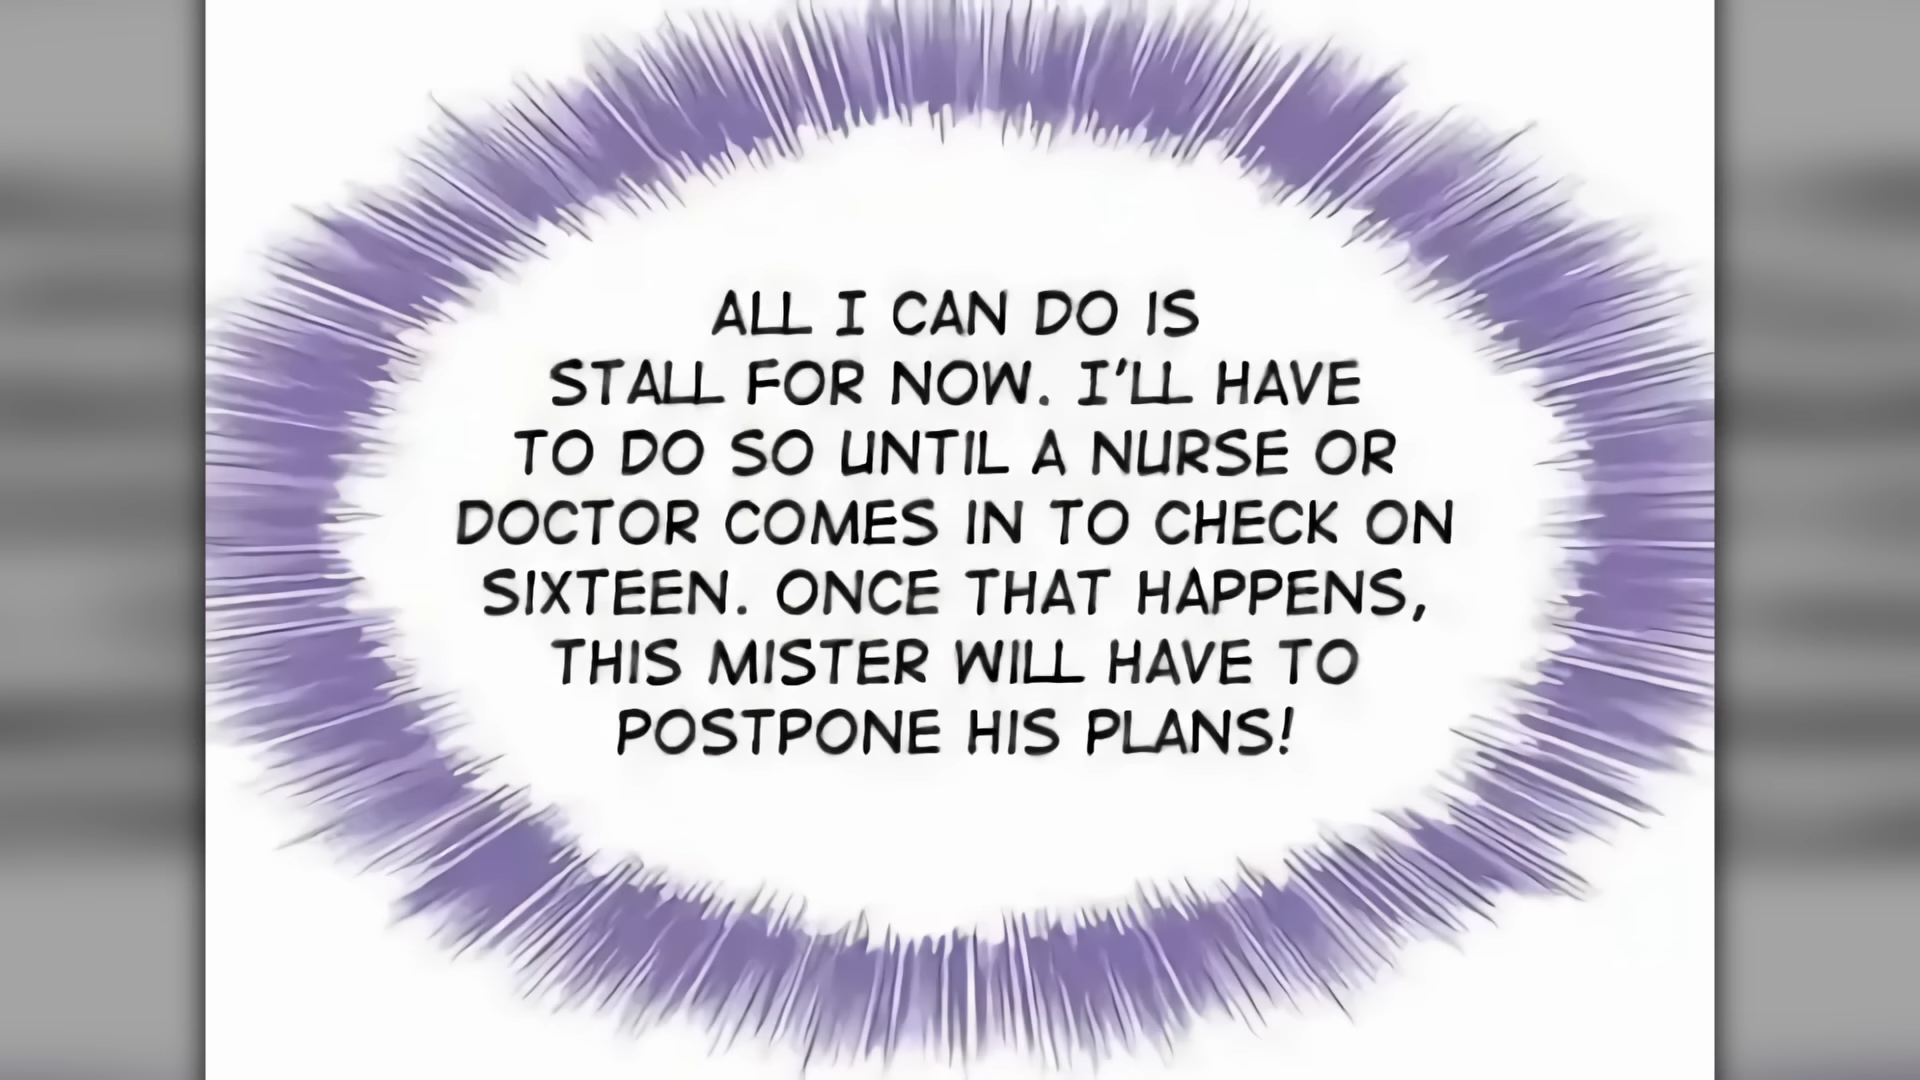 ALL I CAN DO IS
STALL FOR NOW. I'LL HAVE
TO DO SO UNTIL A NURSE OR
DOCTOR COMES IN TO CHECK ON
SIXTEEN. ONCE THAT HAPPENS,
THIS MISTER WILL HAVE TO
POSTPONE HIS PLANS!